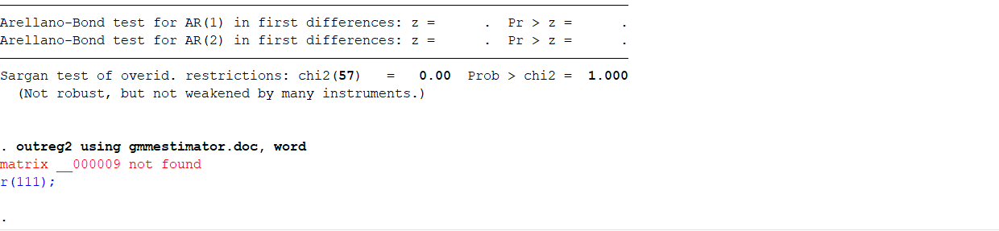 Arellano-Bond test for AR(1) in first differences: z =      .  Pr > z =      .
Arellano-Bond test for AR(2) in first differences: z =      .  Pr > z =      .
Sargan test of overid. restrictions: chi2(57)   =   0.00  Prob > chi2 =  1.000
(Not robust, but not weakened by many instruments.)
. outreg2 using gmmestimator.doc, word
matrix __000009 not found
r(111);
.